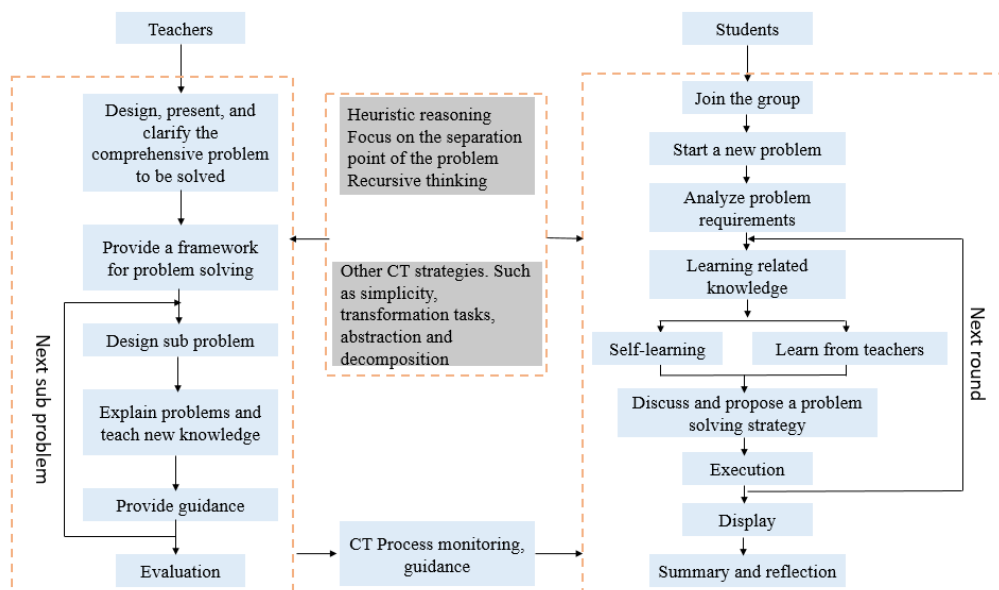 Teachers
Design, present, and
clarify the
comprehensive problem
to be solved
Provide a framework
for problem solving
Design sub problem
Explain problems and
teach new knowledge
Provide guidance
Evaluation
Next sub problem
Heuristic reasoning
Focus on the separation
point of the problem
Recursive thinking
Other CT strategies. Such
as simplicity,
transformation tasks,
abstraction and
decomposition
CT Process monitoring,
guidance
Students
Join the group
Start a new problem
Analyze problem
requirements
Learning related
knowledge
Self-learning
Learn from teachers
Discuss and propose a problem
solving strategy
Execution
Display
Summary and reflection
Next round